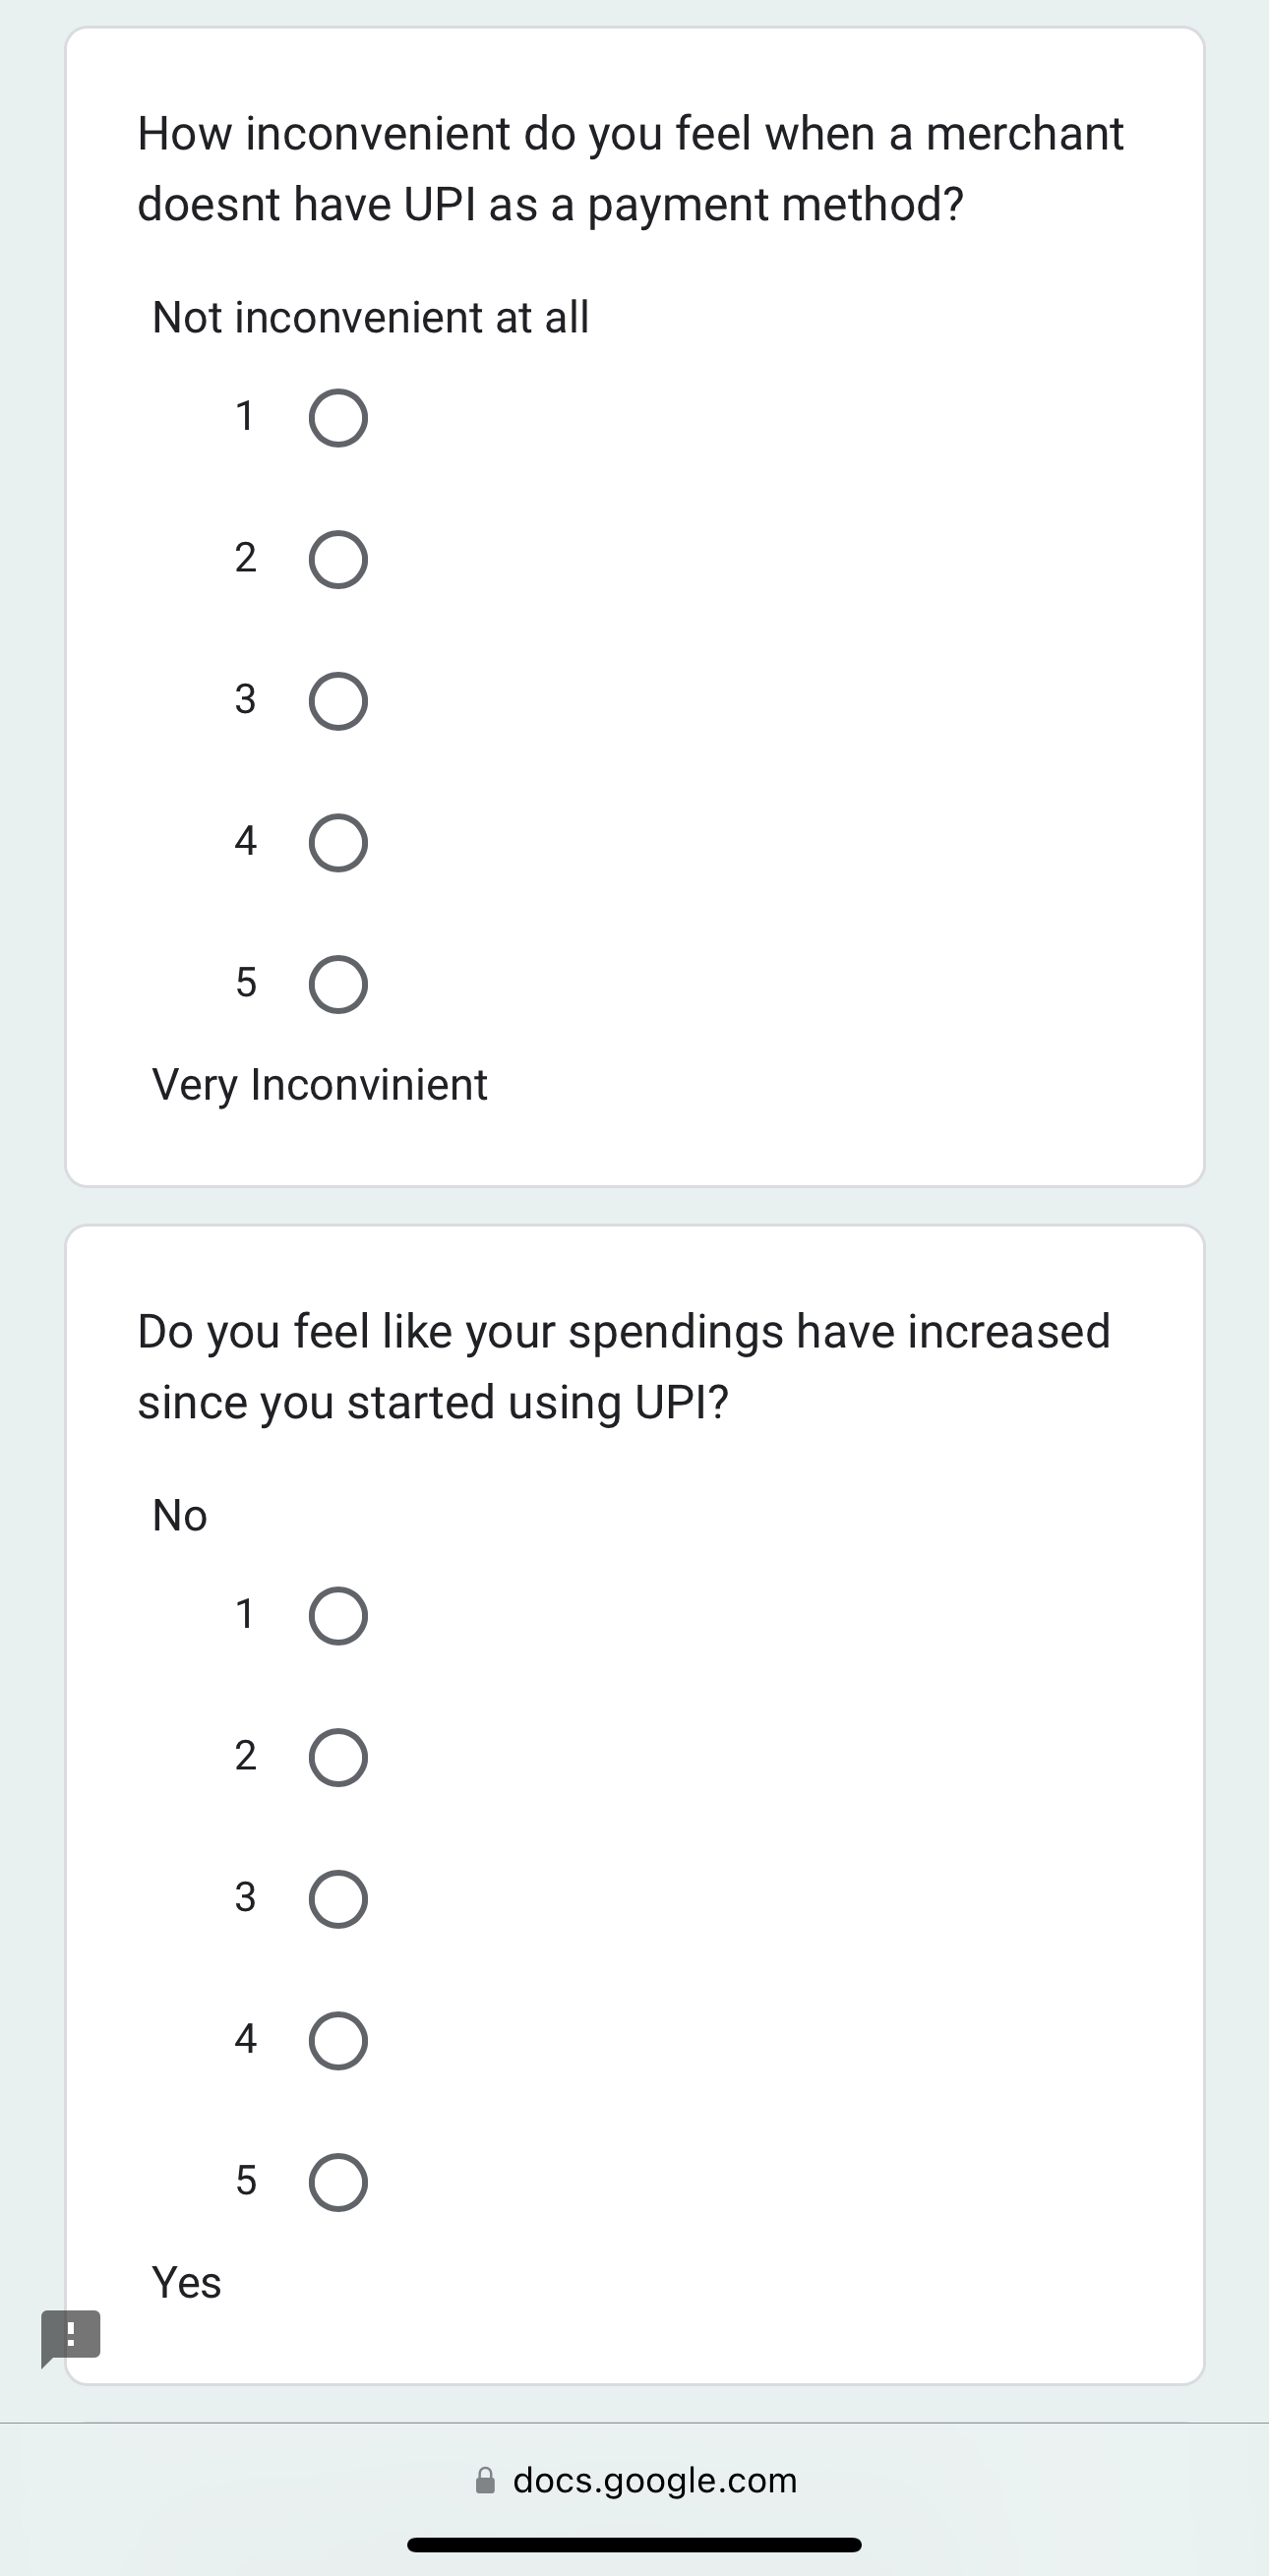 How inconvenient do you feel when a merchant
doesnt have UPI as a payment method?
Not inconvenient at all
1
2
3
4
5
Very Inconvinient
Do you feel like your spendings have increased
since you started using UPI?
No
1
2
3
4
5
Yes
docs.google.com